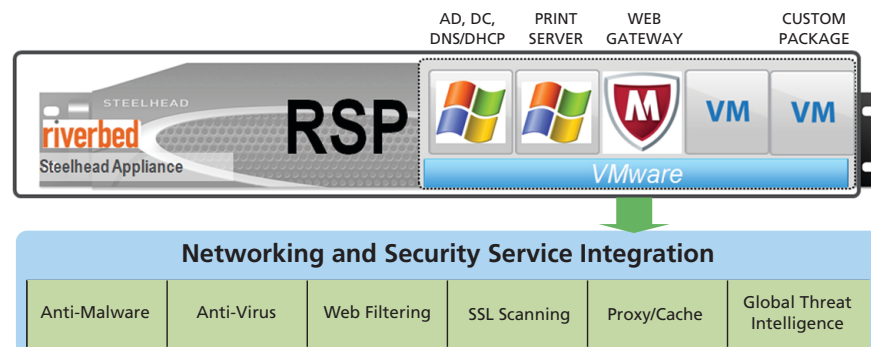 AD, DC, PRINT WEB CUSTOM
DNS/DHCP SERVER GATEWAY PACKAGE
STEELHEAD
riverbed
Steelhead Appliance
RSP
M
VM
VM
VMware
Networking and Security Service Integration
Anti-Malware Anti-Virus Web Filtering SSL Scanning Proxy/Cache Global Threat
Intelligence